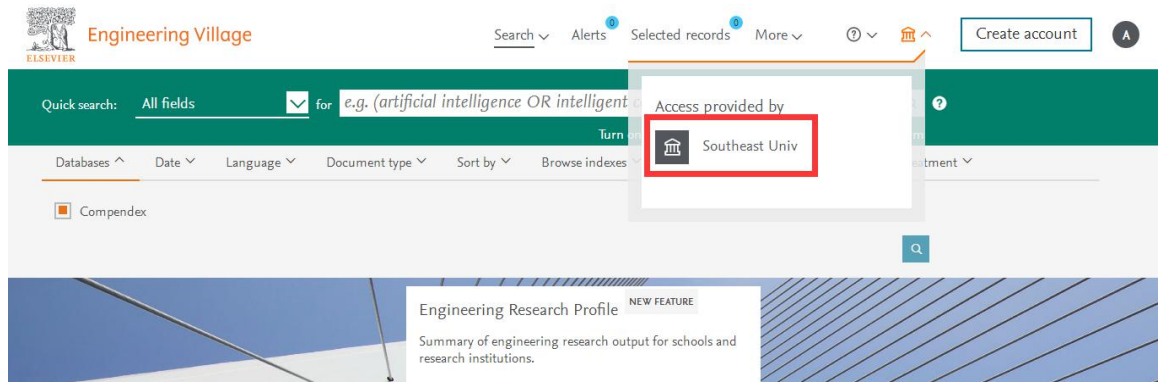 ELSEVIER
Engineering Village
Search Alerts 0 Selected records 0 More Create account A
Quick search: All fields for e.g. (artificial intelligence OR intelligent
Access provided by
Turn on
Southeast Univ
Databases Date Language Document type Sort by Browse indexes
Compendex
Engineering Research Profile NEW FEATURE
Summary of engineering research output for schools and
research institutions.